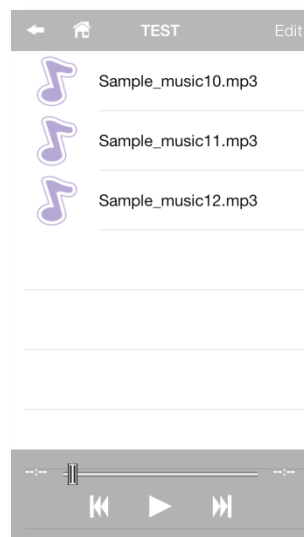 TEST Edit
Sample_music10.mp3
Sample_music11.mp3
Sample_music12.mp3
--:-- --:--